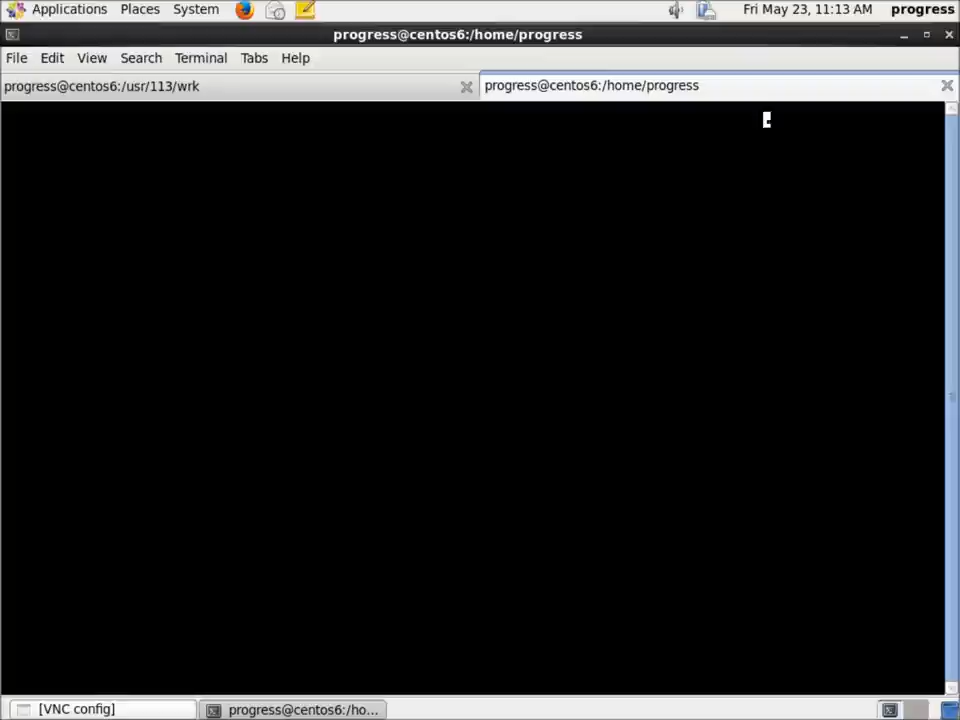 Applications Places System Fri May 23, 11:13 AM progress
progress@centos6:/home/progress
File Edit View Search Terminal Tabs Help
progress@centos6:/usr/113/wrk progress@centos6:/home/progress
[VNC config] progress@centos6:/ho...